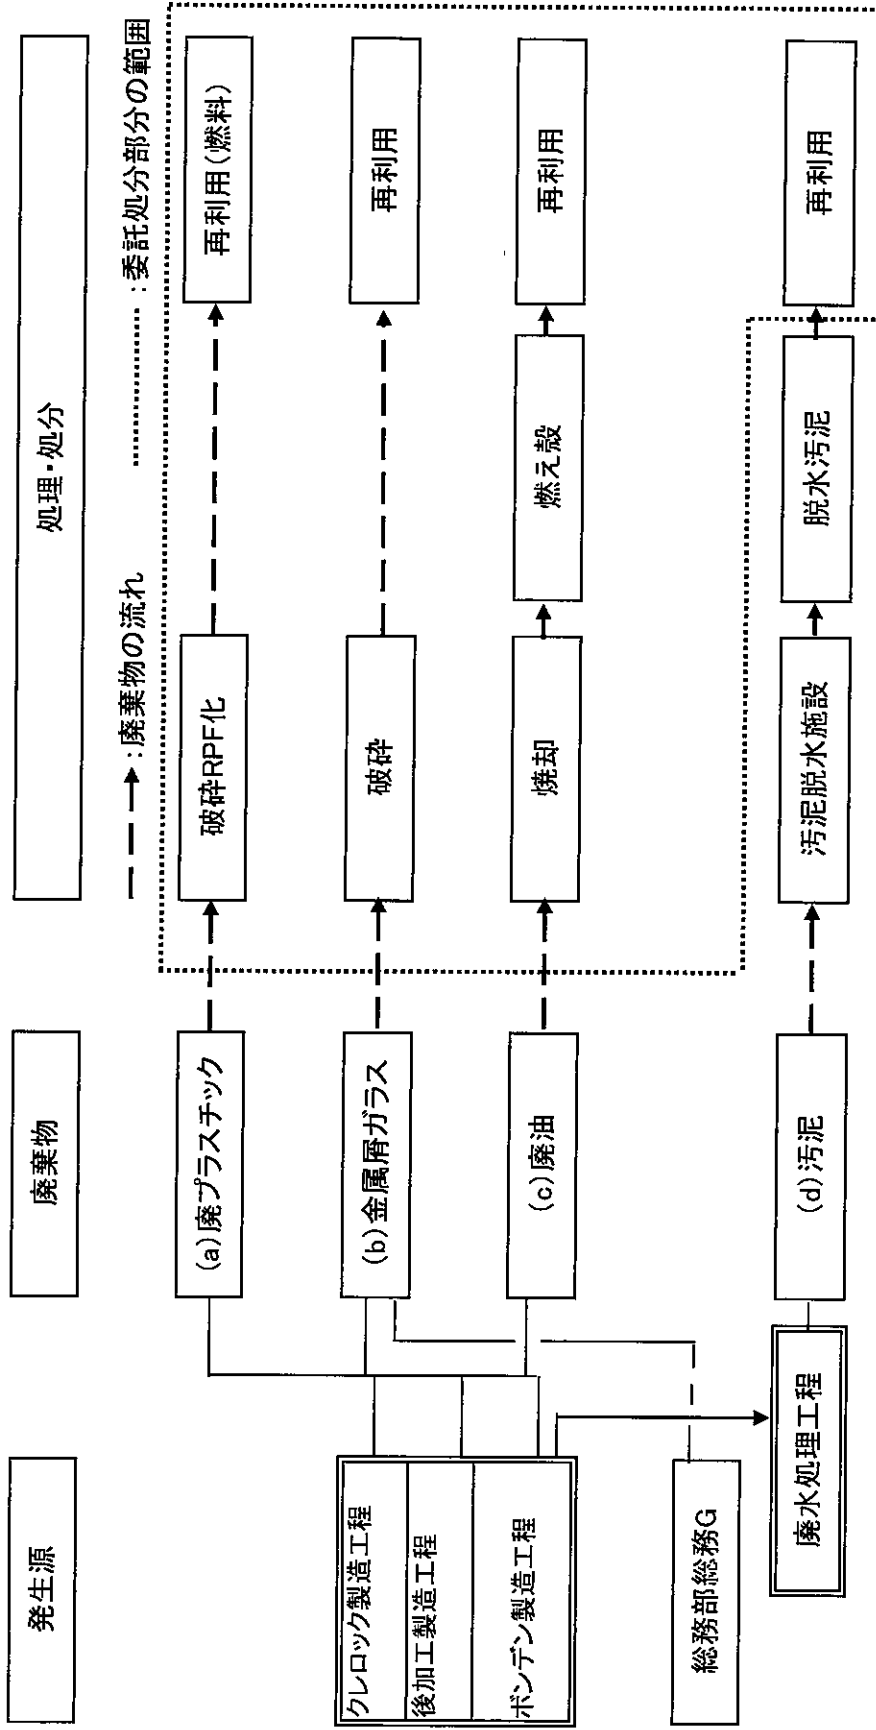 発生源
廃棄物
処理・処分
:廃棄物の流れ
:委託処分部分の範囲
クレロック製造工程
後加工製造工程
ボンデン製造工程
総務部総務G
廃水処理工程
(a)廃プラスチック
破砕RPF化
再利用(燃料)
(b)金属屑ガラス
破砕
再利用
(c)廃油
焼却
燃え殻
再利用
(d)汚泥
汚泥脱水施設
脱水汚泥
再利用